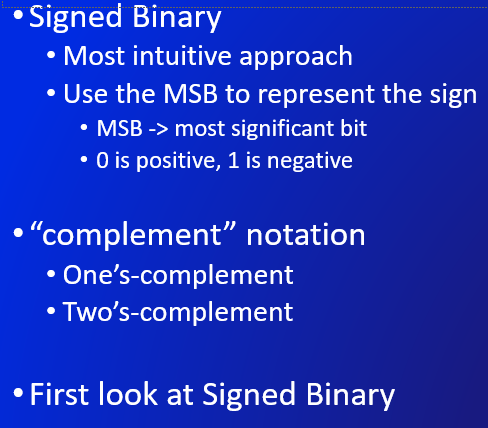 • Signed Binary
• Most intuitive approach
• Use the MSB to represent the sign
• MSB -> most significant bit
• 0 is positive, 1 is negative
• “complement” notation
• One’s-complement
• Two’s-complement
• First look at Signed Binary